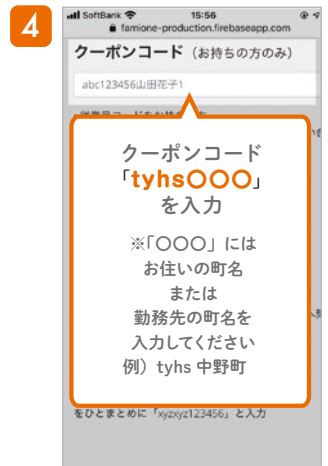 4
SoftBank 15:56
famione-production.firebaseapp.com
クーポンコード（お持ちの方のみ）
abc123456山田花子1
クーポンコード
「tyhs〇〇〇」
を入力
※「〇〇〇」には
お住いの町名
または
勤務先の町名を
入力してください
例）tyhs 中野町
をひとまとめに「xyzxyz123456」と入力